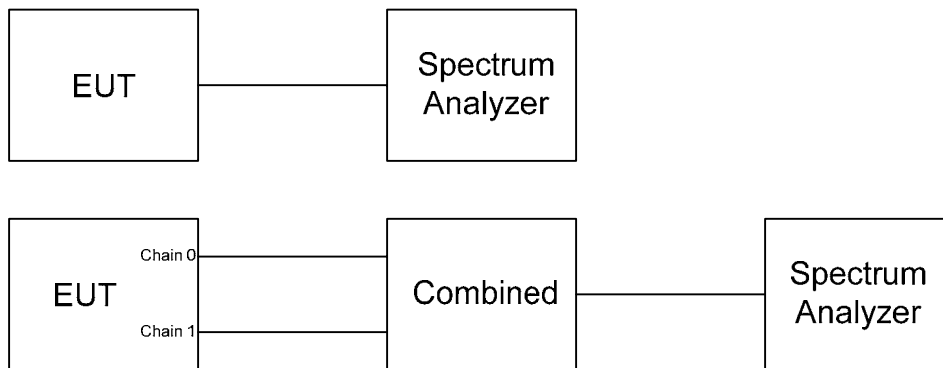 EUT
Spectrum
Analyzer
EUT
Chain 0
Chain 1
Combined
Spectrum
Analyzer